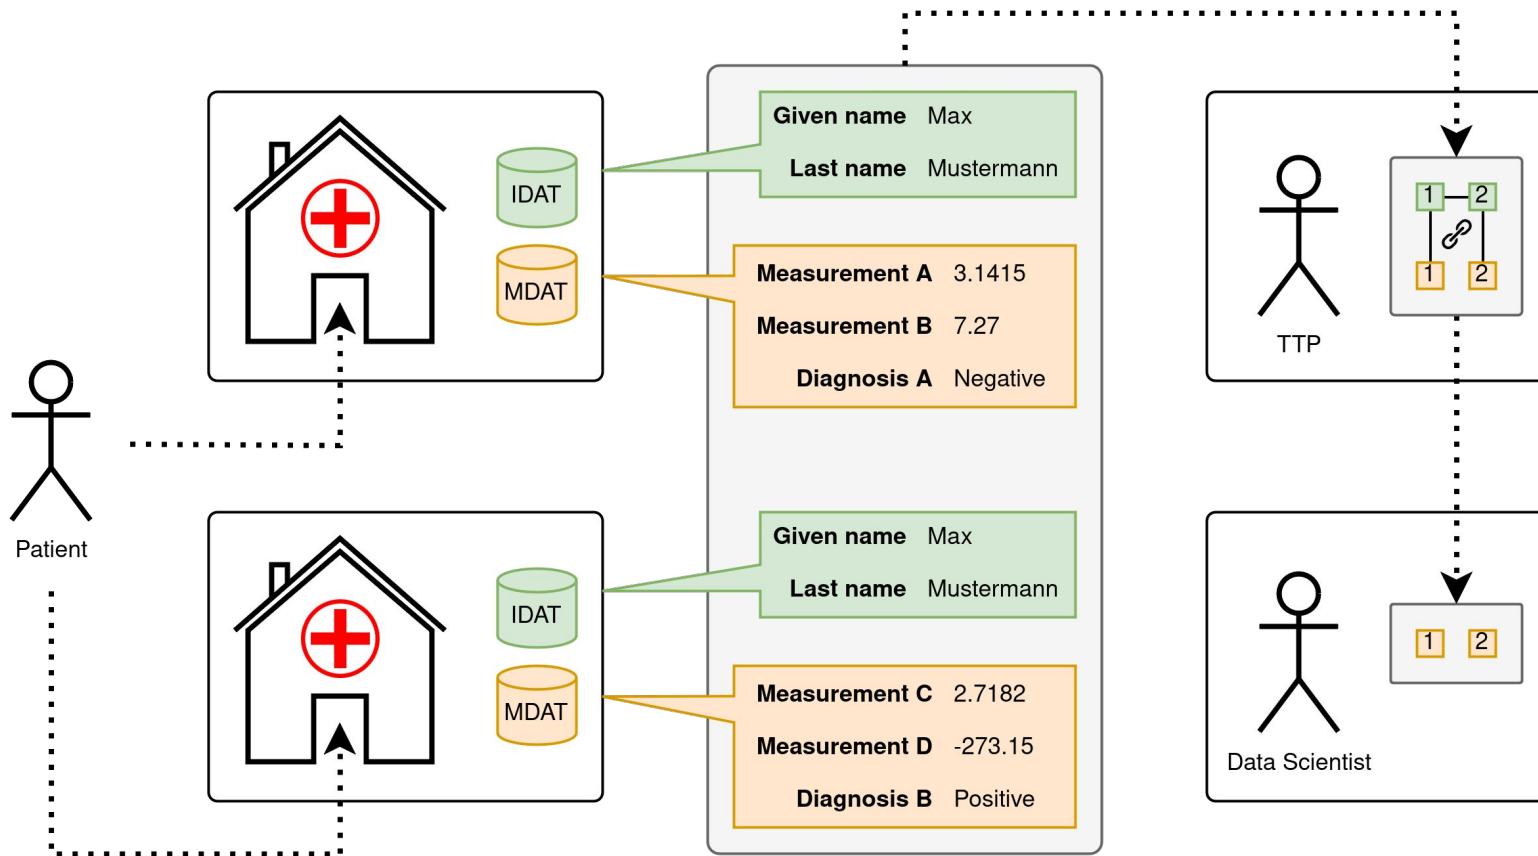 Patient
IDAT
MDAT
Given name Max
Last name Mustermann
Measurement A 3.1415
Measurement B 7.27
Diagnosis A Negative
IDAT
MDAT
Given name Max
Last name Mustermann
Measurement C 2.7182
Measurement D -273.15
Diagnosis B Positive
1 2
1 2
TTP
1 2
Data Scientist